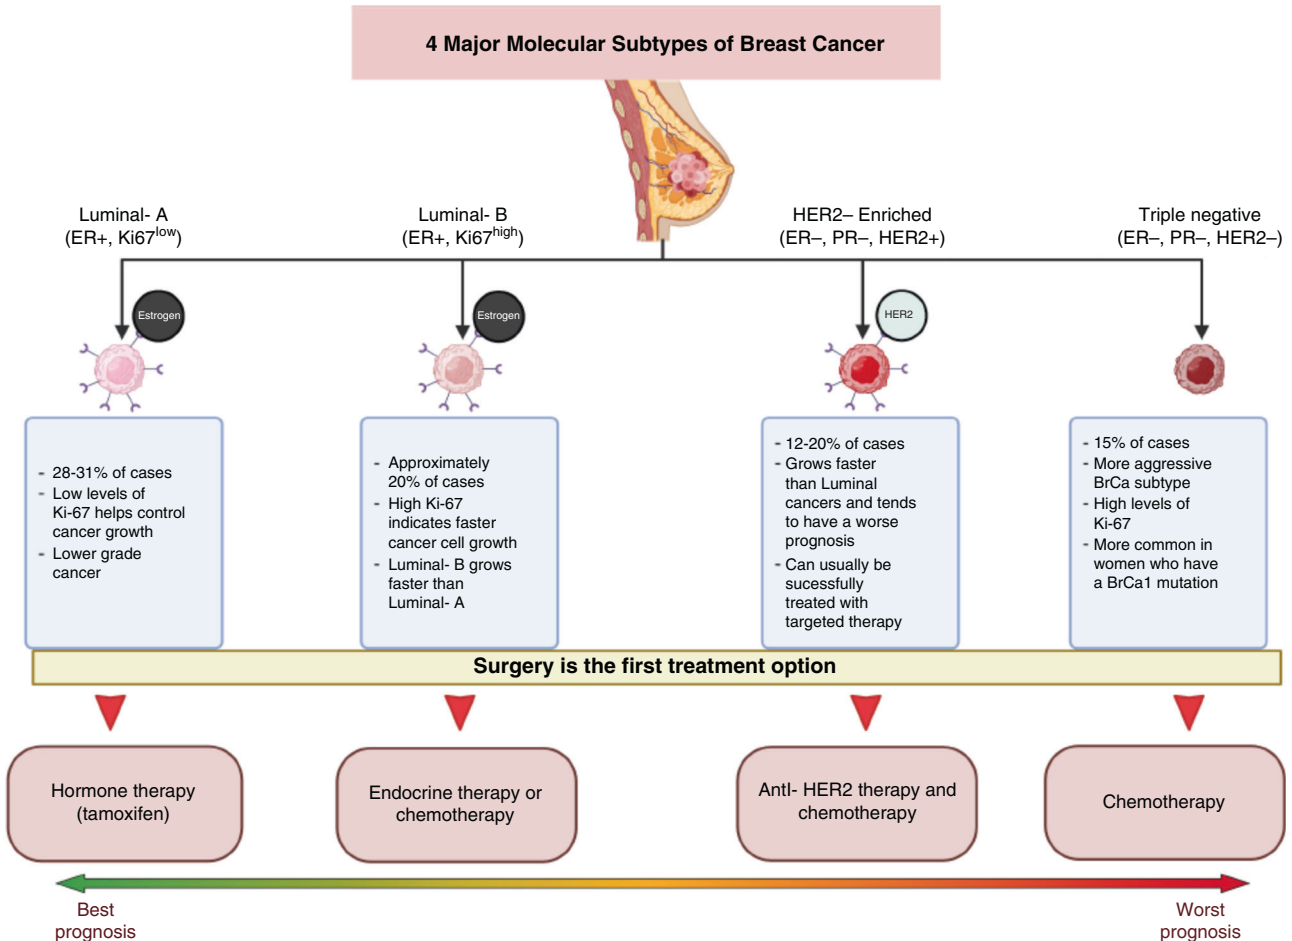 4 Major Molecular Subtypes of Breast Cancer
Luminal- A
(ER+, Ki67low)
Luminal- B
(ER+, Ki67high)
HER2– Enriched
(ER–, PR–, HER2+)
Triple negative
(ER–, PR–, HER2–)
Estrogen
Estrogen
HER2
- 28-31% of cases
- Low levels of
Ki-67 helps control
cancer growth
- Lower grade
cancer
- Approximately
20% of cases
- High Ki-67
indicates faster
cancer cell growth
- Luminal- B grows
faster than
Luminal- A
- 12-20% of cases
- Grows faster
than Luminal
cancers and tends
to have a worse
prognosis
- Can usually be
sucessfully
treated with
targeted therapy
- 15% of cases
- More aggressive
BrCa subtype
- High levels of
Ki-67
- More common in
women who have
a BrCa1 mutation
Surgery is the first treatment option
Hormone therapy
(tamoxifen)
Endocrine therapy or
chemotherapy
AntI- HER2 therapy and
chemotherapy
Chemotherapy
Best
prognosis
Worst
prognosis